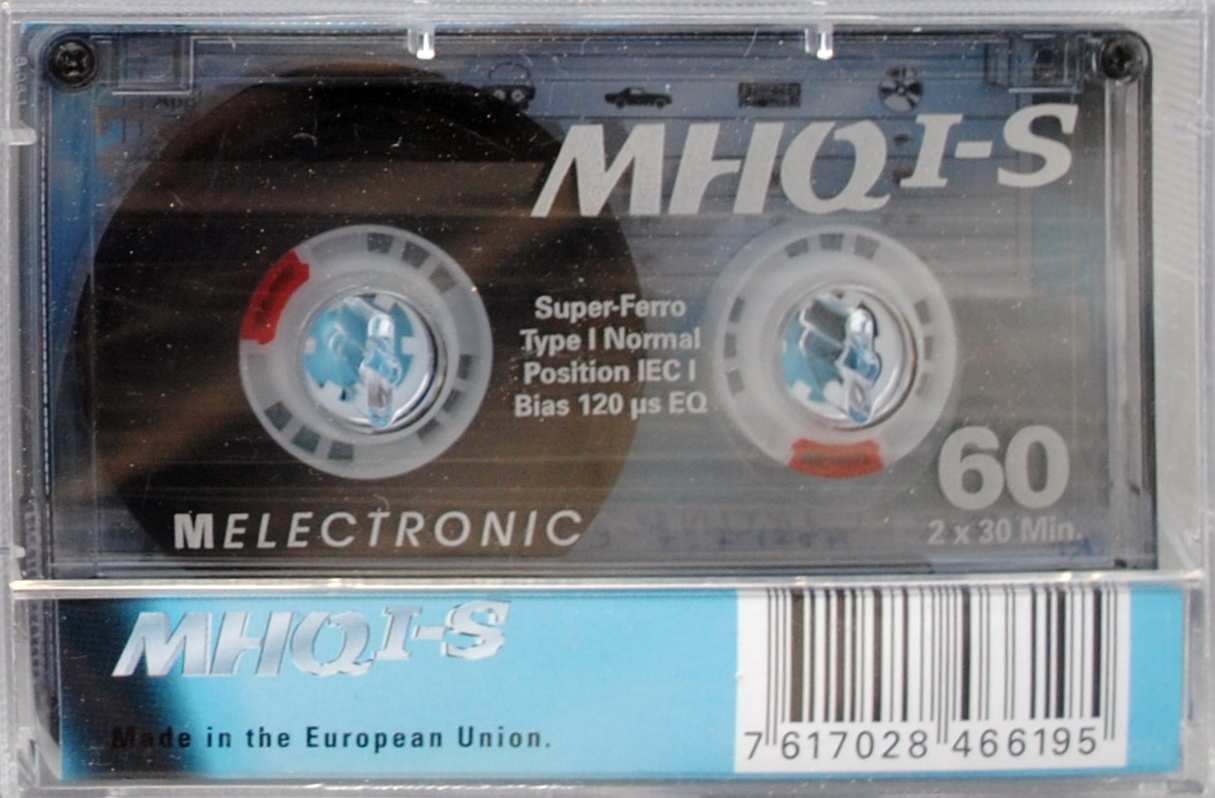 MHQ I-S
Super-Ferro
Type I Normal
Position IEC I
Bias 120 µs EQ
60
2 x 30 Min.
MELECTRONIC
MHQ I-S
Made in the European Union.
7 617028 466195